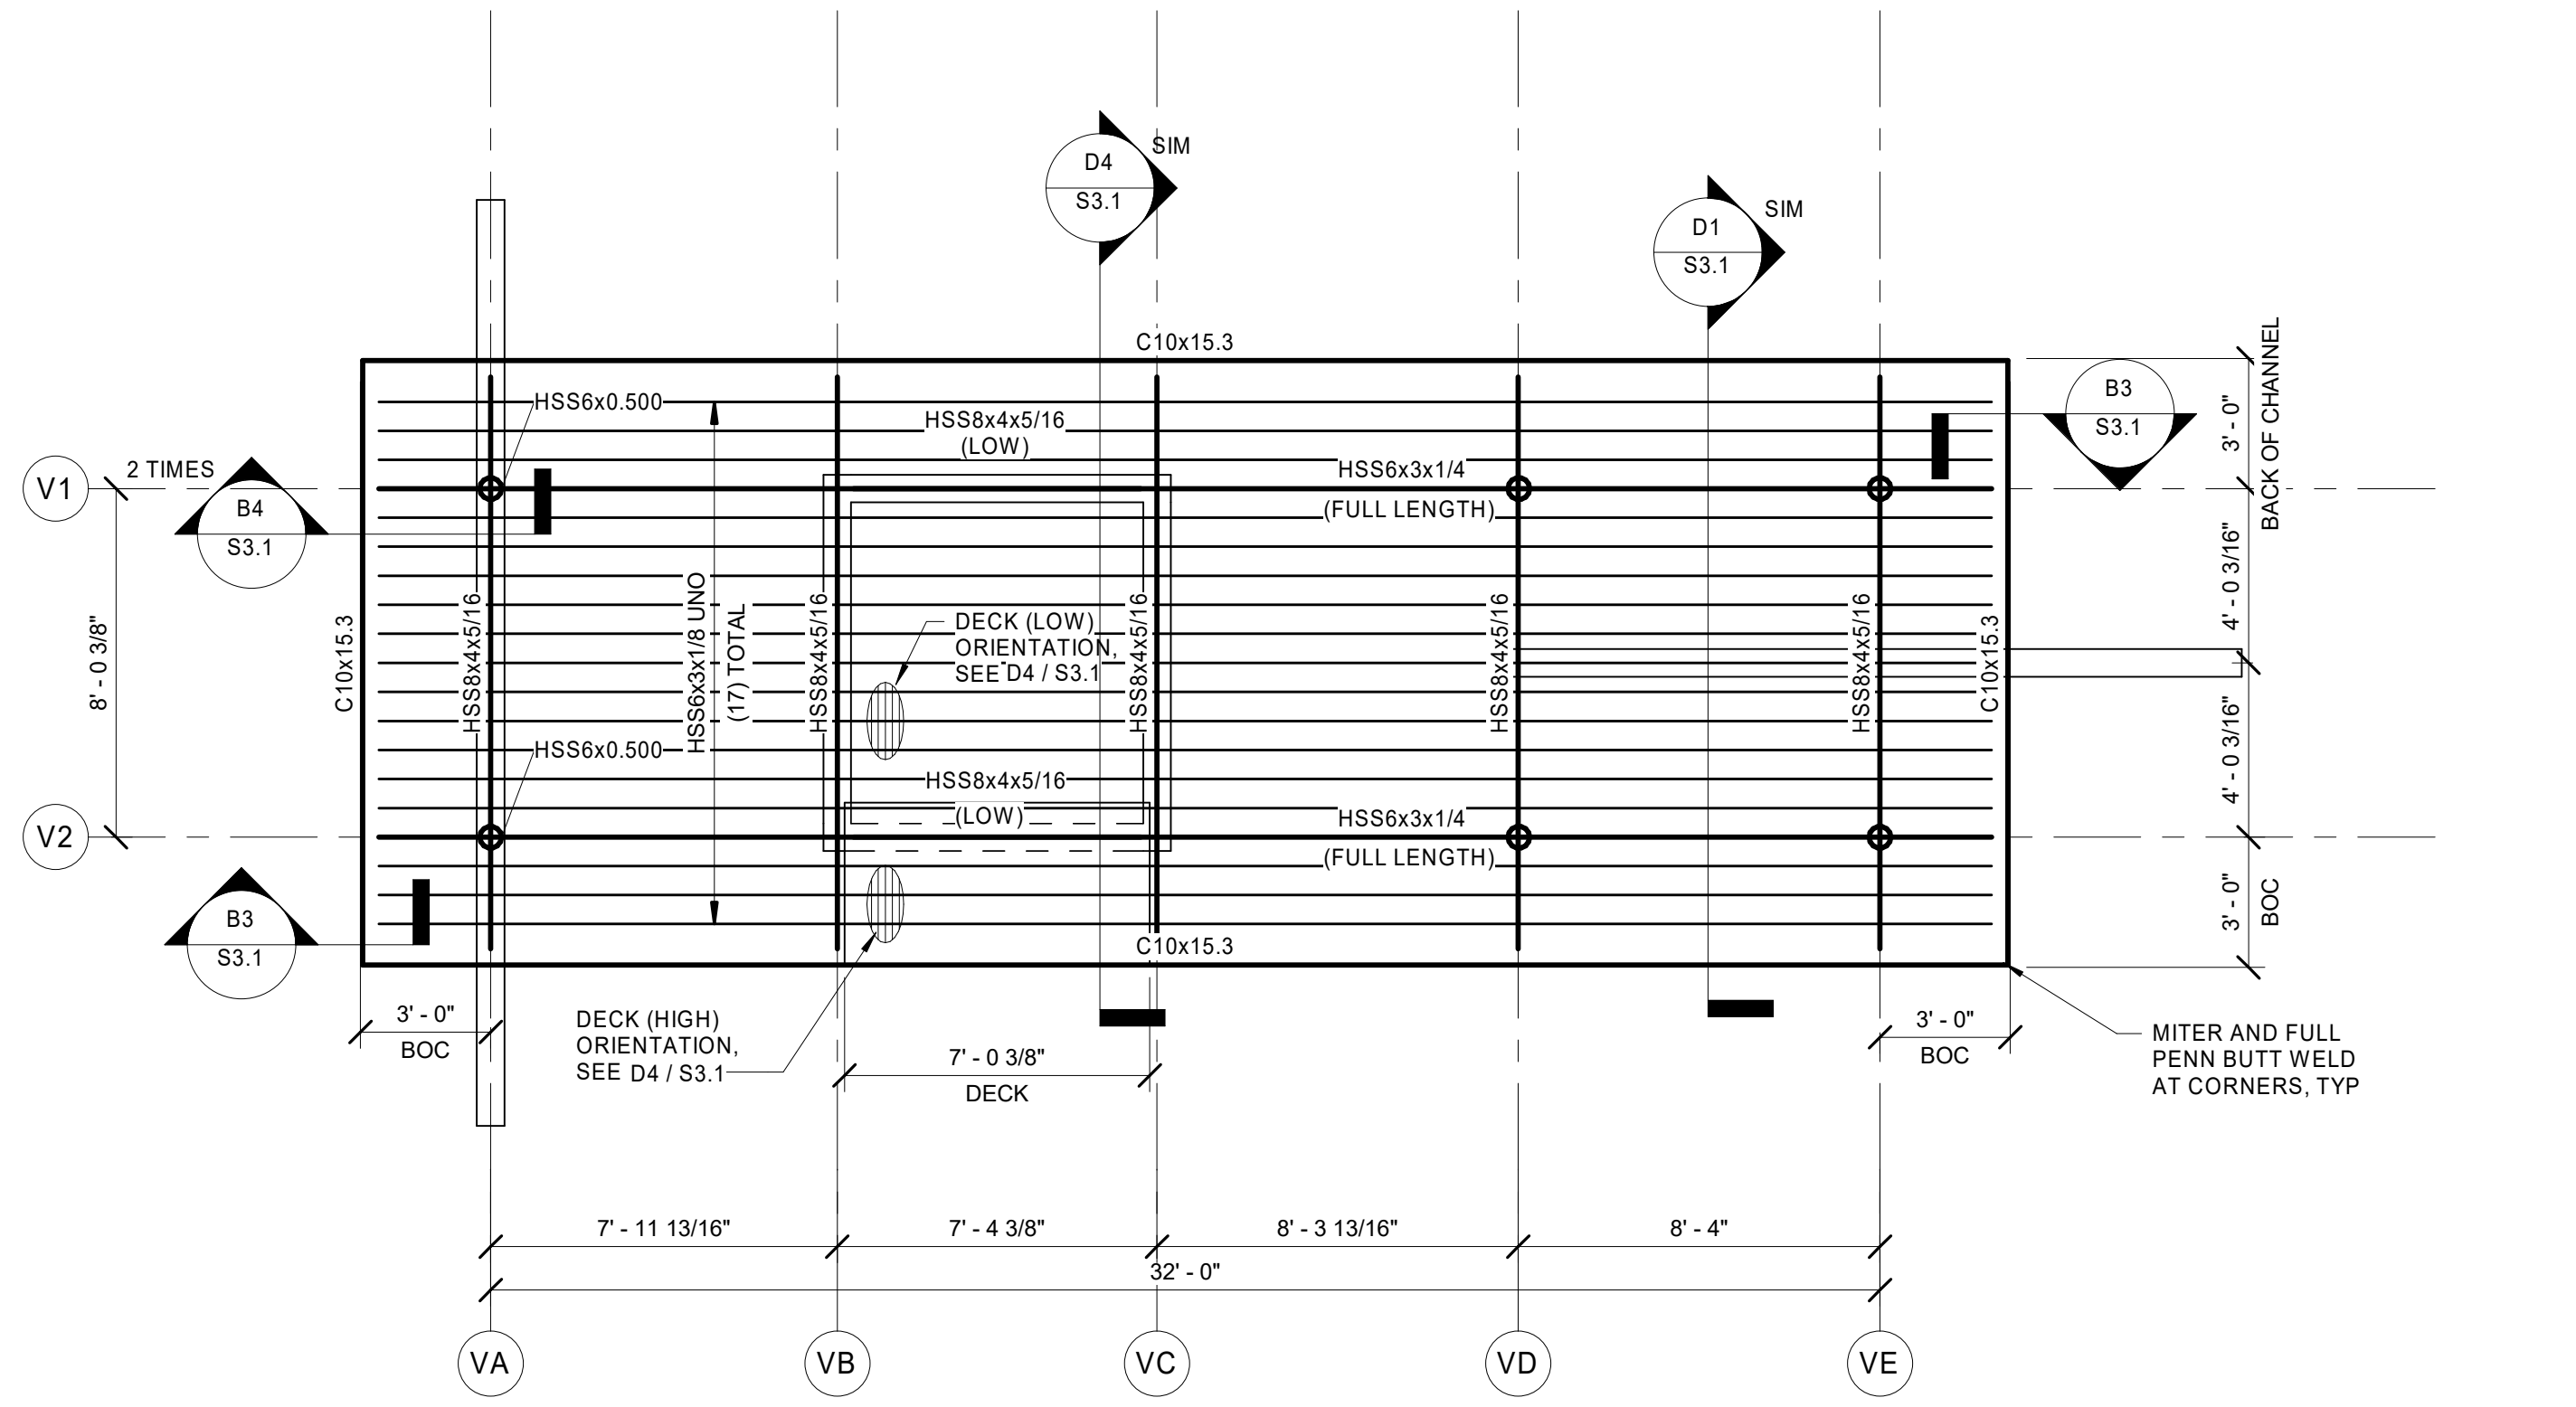 D4
S3.1
SIM
D1
S3.1
SIM
C10x15.3
BACK OF CHANNEL
B3
S3.1
3' - 0"
HSS6x0.500
HSS8x4x5/16
(LOW)
HSS6x3x1/4
(FULL LENGTH)
V1
2 TIMES
B4
S3.1
4' - 0 3/16"
8' - 0 3/8"
C10x15.3
HSS8x4x5/16
HSS6x3x1/8 UNO
(17) TOTAL
HSS8x4x5/16
DECK (LOW)
ORIENTATION,
SEE D4 / S3.1
HSS8x4x5/16
HSS8x4x5/16
HSS8x4x5/16
C10x15.3
HSS6x0.500
HSS8x4x5/16
(LOW)
HSS6x3x1/4
(FULL LENGTH)
4' - 0 3/16"
V2
B3
S3.1
3' - 0"
BOC
C10x15.3
3' - 0"
BOC
DECK (HIGH)
ORIENTATION,
SEE D4 / S3.1
7' - 0 3/8"
DECK
3' - 0"
BOC
MITER AND FULL
PENN BUTT WELD
AT CORNERS, TYP
7' - 11 13/16"
7' - 4 3/8"
8' - 3 13/16"
8' - 4"
32' - 0"
VA
VB
VC
VD
VE